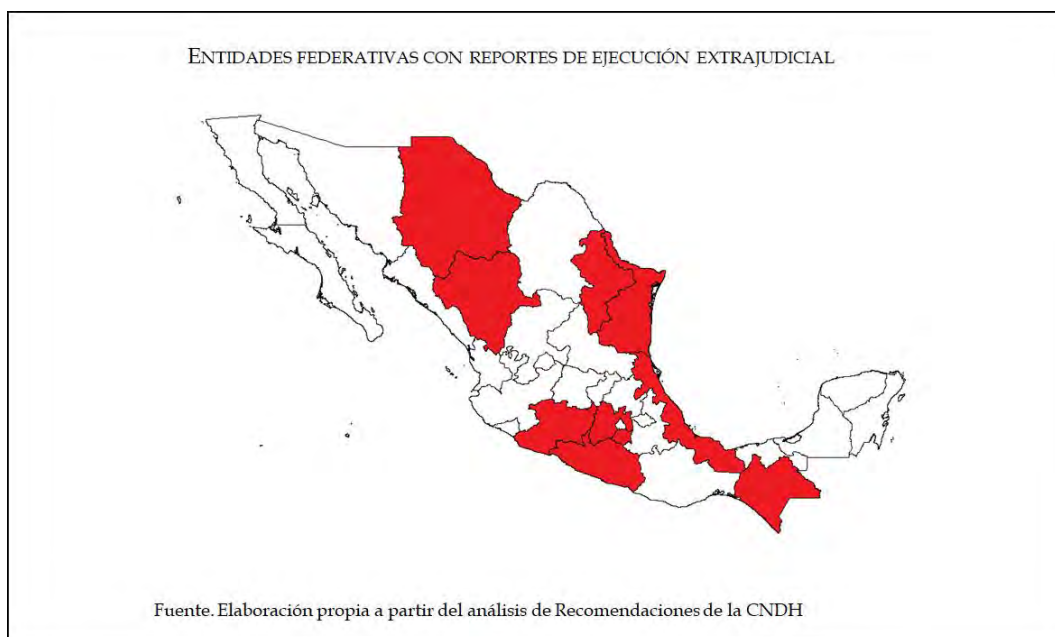 ENTIDADES FEDERATIVAS CON REPORTES DE EJECUCIÓN EXTRAJUDICIAL
Fuente. Elaboración propia a partir del análisis de Recomendaciones de la CNDH